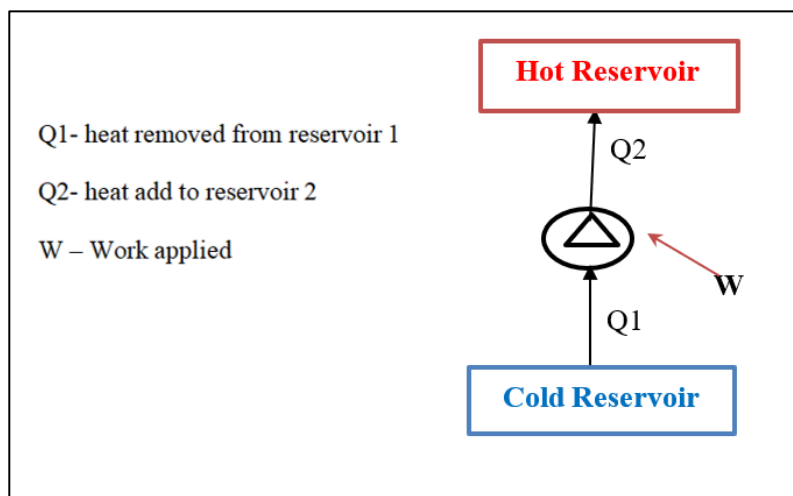 Hot Reservoir
Q1- heat removed from reservoir 1
Q2
Q2- heat add to reservoir 2
W – Work applied
W
Q1
Cold Reservoir